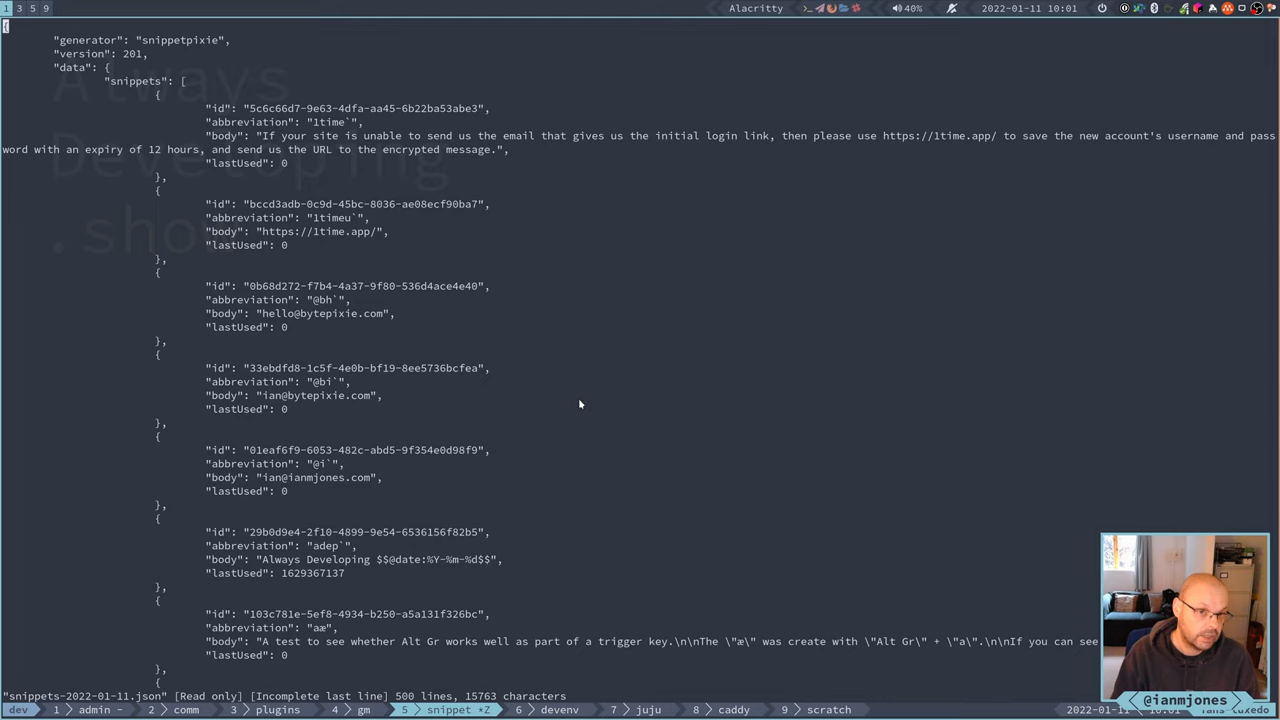 1 3 5 9 Alacritty 40% 2022-01-11 10:01
{
"generator": "snippetpixie",
"version": 201,
"data": {
"snippets": [
{
"id": "5c6c66d7-9e63-4dfa-aa45-6b22ba53abe3",
"abbreviation": "1time`",
"body": "If your site is unable to send us the email that gives us the initial login link, then please use https://1time.app/ to save the new account's username and pass
word with an expiry of 12 hours, and send us the URL to the encrypted message.",
"lastUsed": 0
},
{
"id": "bccd3adb-0c9d-45bc-8036-ae08ecf90ba7",
"abbreviation": "1timeu`",
"body": "https://1time.app/",
"lastUsed": 0
},
{
"id": "0b68d272-f7b4-4a37-9f80-536d4ace4e40",
"abbreviation": "@bh`",
"body": "hello@bytepixie.com",
"lastUsed": 0
},
{
"id": "33ebdfd8-1c5f-4e0b-bf19-8ee5736bcfea",
"abbreviation": "@bi`",
"body": "ian@bytepixie.com",
"lastUsed": 0
},
{
"id": "01eaf6f9-6053-482c-abd5-9f354e0d98f9",
"abbreviation": "@i`",
"body": "ian@ianmjones.com",
"lastUsed": 0
},
{
"id": "29b0d9e4-2f10-4899-9e54-6536156f82b5",
"abbreviation": "adep`",
"body": "Always Developing $$@date:%Y-%m-%d$$",
"lastUsed": 1629367137
},
{
"id": "103c781e-5ef8-4934-b250-a5a131f326bc",
"abbreviation": "aæ",
"body": "A test to see whether Alt Gr works well as part of a trigger key.\n\nThe \"æ\" was create with \"Alt Gr\" + \"a\".\n\nIf you can see
"lastUsed": 0
},
{
"snippets-2022-01-11.json" [Read only] [Incomplete last line] 500 lines, 15763 characters
dev 1 admin - 2 comm 3 plugins 4 gm 5 snippet *Z 6 devenv 7 juju 8 caddy 9 scratch 2022-01-11
Always
Developing
.show
@ianmjones